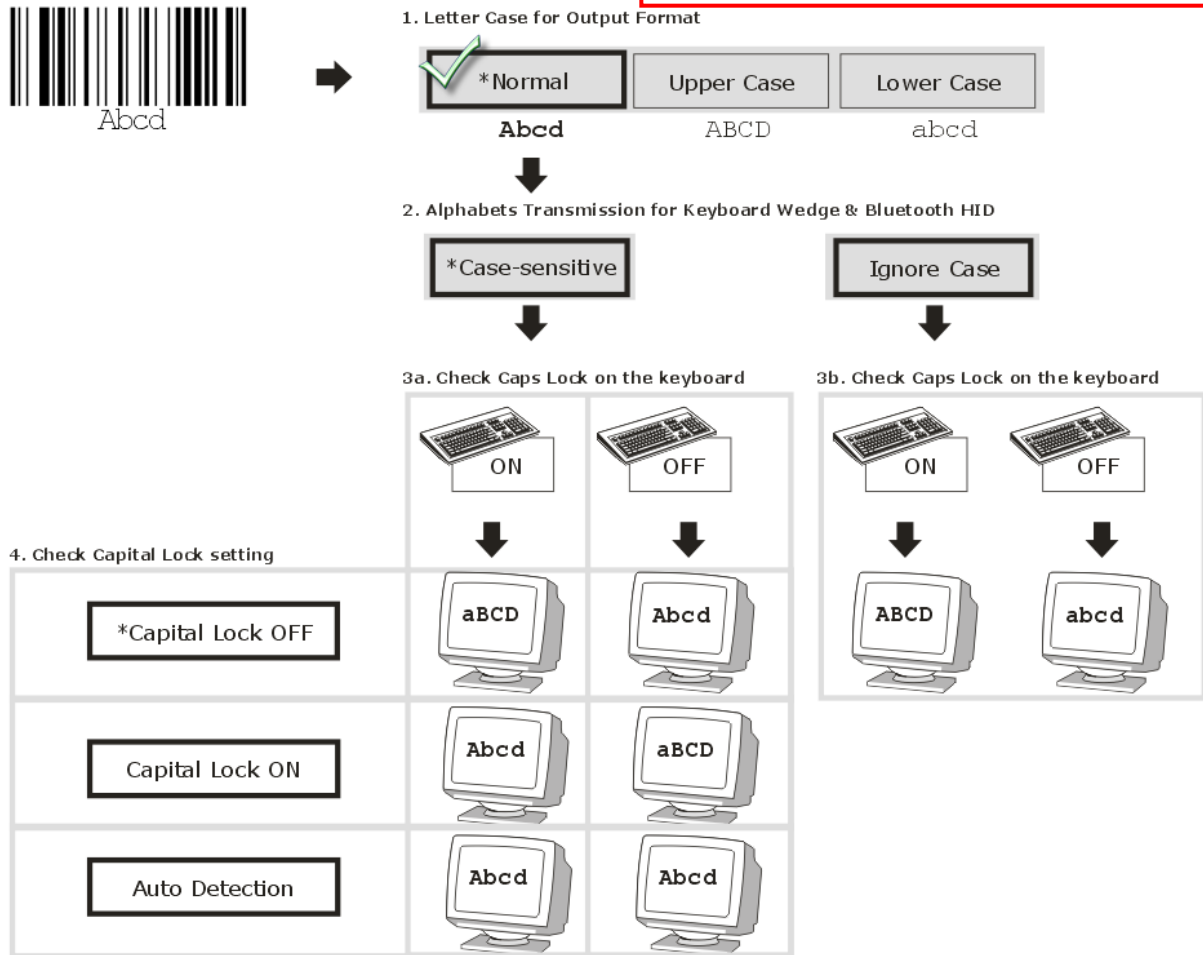 1. Letter Case for Output Format
*Normal Upper Case Lower Case
Abcd
Abcd ABCD abcd
2. Alphabets Transmission for Keyboard Wedge & Bluetooth HID
*Case-sensitive Ignore Case
3a. Check Caps Lock on the keyboard 3b. Check Caps Lock on the keyboard
ON OFF ON OFF
4. Check Capital Lock setting
*Capital Lock OFF aBCD Abcd ABCD abcd
Capital Lock ON Abcd aBCD
Auto Detection Abcd Abcd